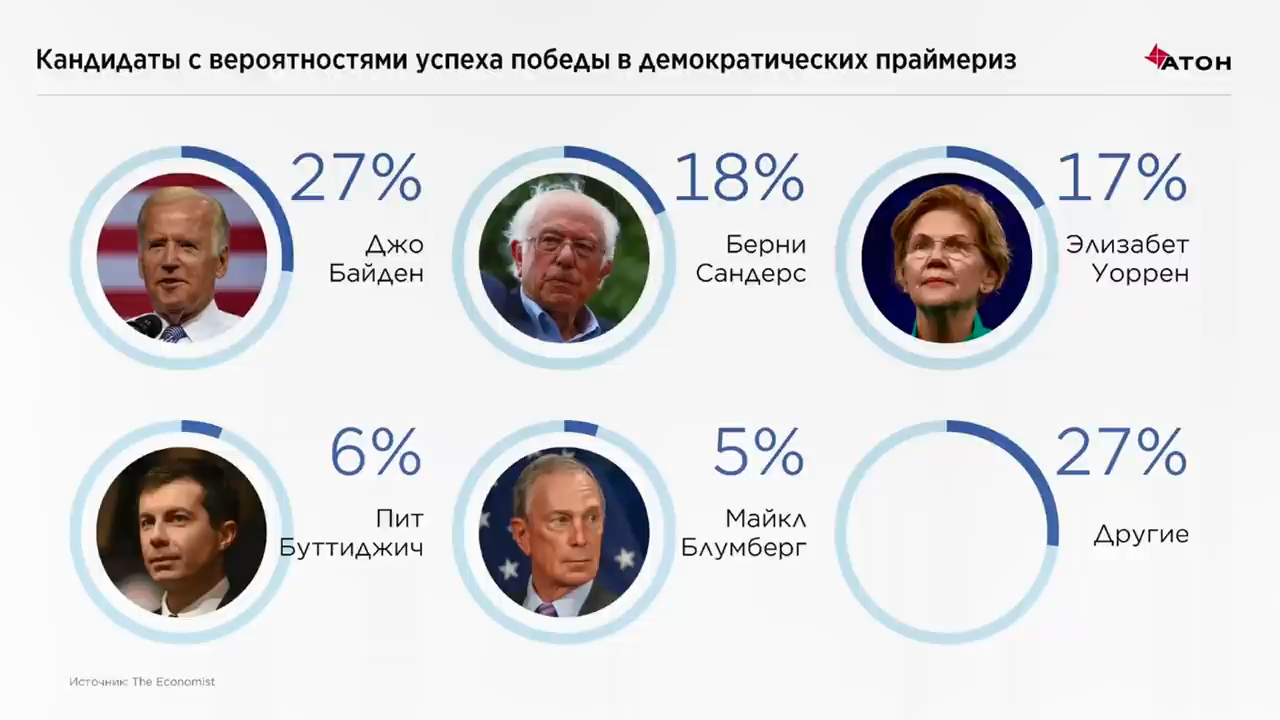 Кандидаты с вероятностями успеха победы в демократических праймериз
АТОН
27%
Джо
Байден
18%
Берни
Сандерс
17%
Элизабет
Уоррен
6%
Пит
Буттиджич
5%
Майкл
Блумберг
27%
Другие
Источник: The Economist